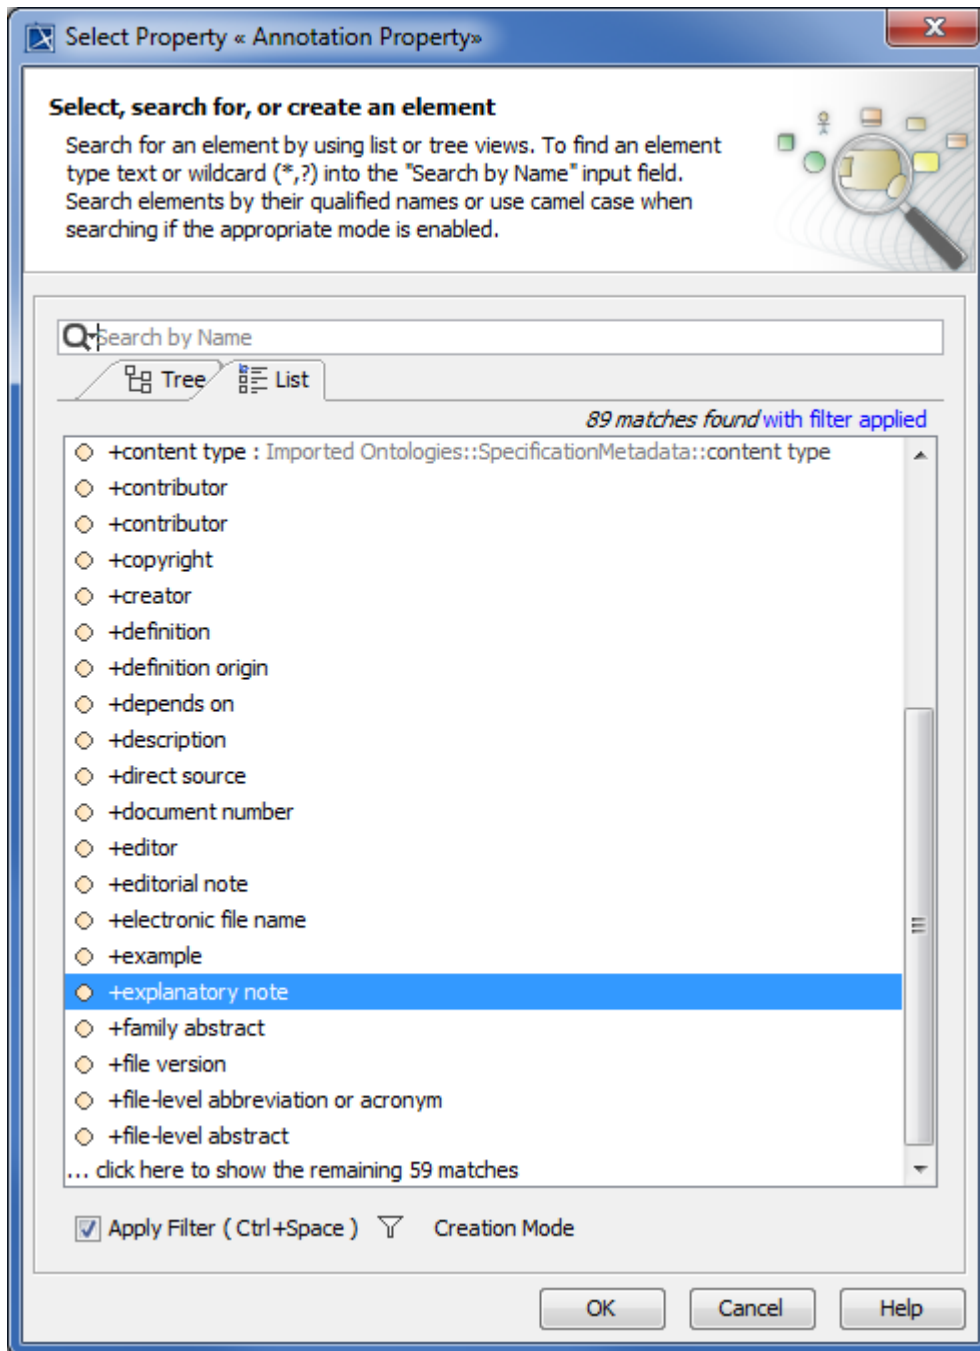 Select Property « Annotation Property»
Select, search for, or create an element
Search for an element by using list or tree views. To find an element
type text or wildcard (*,?) into the "Search by Name" input field.
Search elements by their qualified names or use camel case when
searching if the appropriate mode is enabled.
Search by Name
Tree List
89 matches found with filter applied
+content type : Imported Ontologies::SpecificationMetadata::content type
+contributor
+contributor
+copyright
+creator
+definition
+definition origin
+depends on
+description
+direct source
+document number
+editor
+editorial note
+electronic file name
+example
+explanatory note
+family abstract
+file version
+file-level abbreviation or acronym
+file-level abstract
... click here to show the remaining 59 matches
Apply Filter ( Ctrl+Space ) Creation Mode
OK Cancel Help